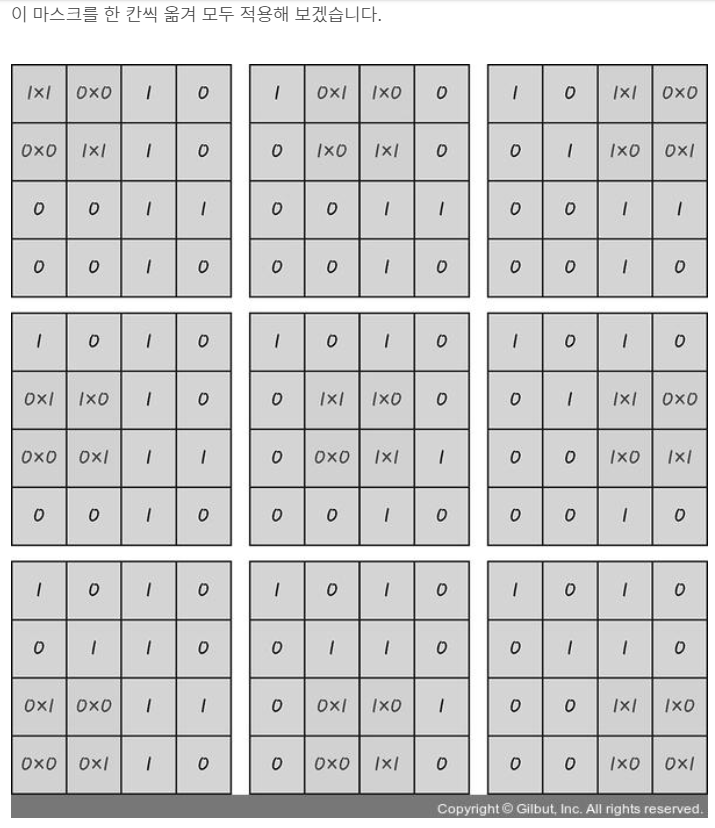 이 마스크를 한 칸씩 옮겨 모두 적용해 보겠습니다.
1×1 0×0 1 0 1 0×1 1×0 0 1 0 1×1 0×0
0×0 1×1 1 0 0 1×0 1×1 0 0 1 1×0 0×1
0 0 1 1 0 0 1 1 0 0 1 1
0 0 1 0 0 0 1 0 0 0 1 0
1 0 1 0 1 0 1 0 1 0 1 0
0×1 1×0 1 0 0 1×1 1×0 0 0 1 1×1 0×0
0×0 0×1 1 1 0 0×0 1×1 1 0 0 1×0 1×1
0 0 1 0 0 0 1 0 0 0 1 0
1 0 1 0 1 0 1 0 1 0 1 0
0 1 1 0 0 1 1 0 0 1 1 0
0×1 0×0 1 1 0 0×1 1×0 1 0 0 1×1 1×0
0×0 0×1 1 0 0 0×0 1×1 0 0 0 1×0 0×1
Copyright © Gilbut, Inc. All rights reserved.